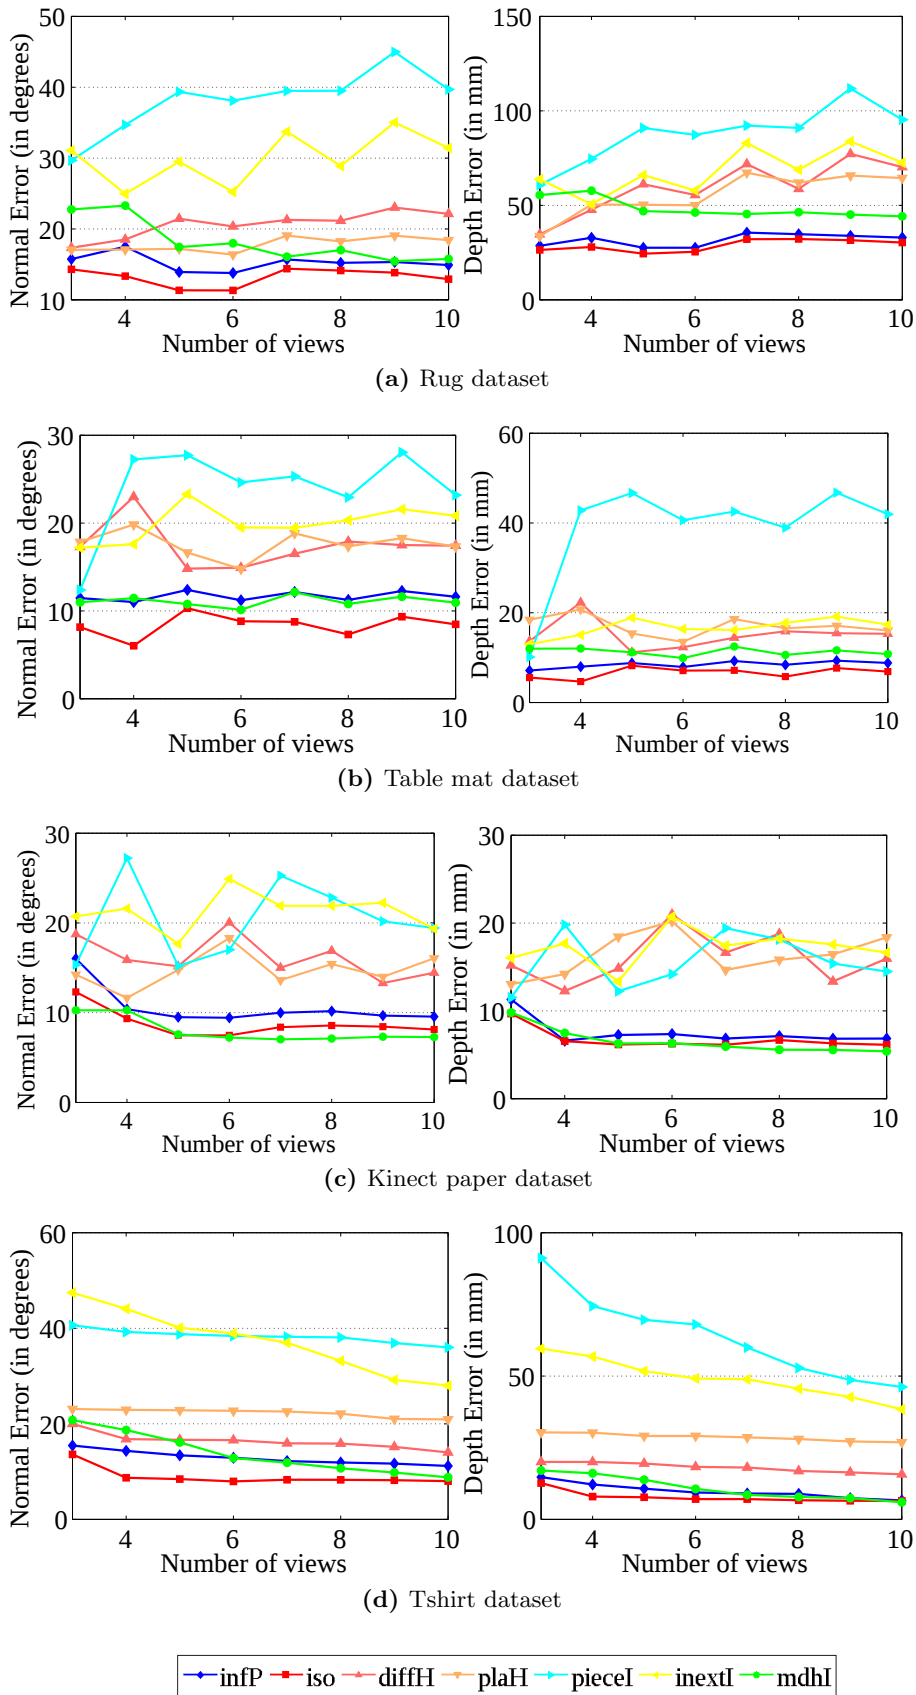 50
40
30
20
10
4 6 8 10
Number of views
Normal Error (in degrees)
150
100
50
0
4 6 8 10
Number of views
Depth Error (in mm)
(a) Rug dataset
30
20
10
0
4 6 8 10
Number of views
Normal Error (in degrees)
60
40
20
0
4 6 8 10
Number of views
Depth Error (in mm)
(b) Table mat dataset
30
20
10
0
4 6 8 10
Number of views
Normal Error (in degrees)
30
20
10
0
4 6 8 10
Number of views
Depth Error (in mm)
(c) Kinect paper dataset
60
40
20
0
4 6 8 10
Number of views
Normal Error (in degrees)
100
50
0
4 6 8 10
Number of views
Depth Error (in mm)
(d) Tshirt dataset
infP iso diffH plaH pieceI inextI mdhI